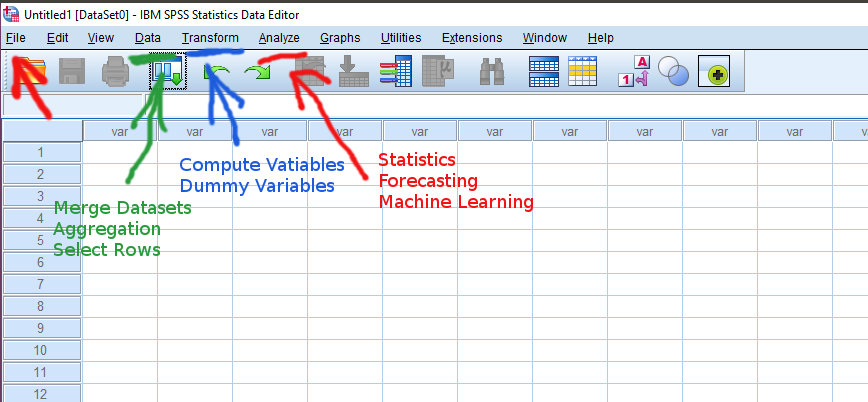 Untitled1 [DataSet0] - IBM SPSS Statistics Data Editor
File Edit View Data Transform Analyze Graphs Utilities Extensions Window Help
A
1
var var var var var var var var var var v
1
2
3
4
5
6
7
8
9
10
11
12
Merge Datasets
Aggregation
Select Rows
Compute Vatiables
Dummy Variables
Statistics
Forecasting
Machine Learning